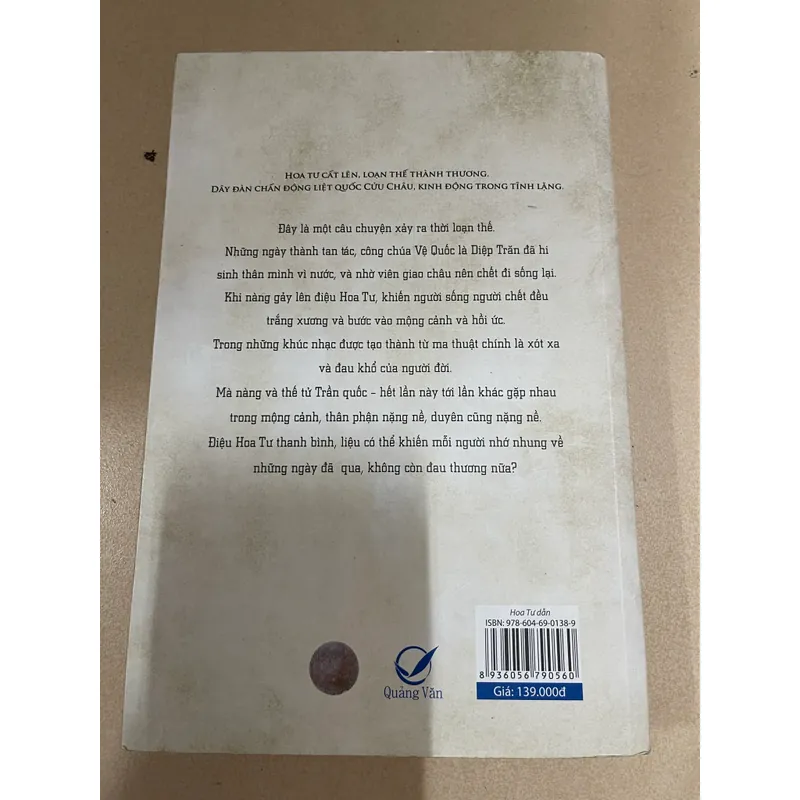 HOA TƯ CẤT LÊN, LOẠN THẾ THÀNH THƯƠNG.
DÂY ĐÀN CHẤN ĐỘNG LIỆT QUỐC CỬU CHÂU, KINH ĐỘNG TRONG TĨNH LẶNG.
Đây là một câu chuyện xảy ra thời loạn thế.
Những ngày thành tan tác, công chúa Vệ Quốc là Diệp Trăn đã hi
sinh thân mình vì nước, và nhờ viên giao châu nên chết đi sống lại.
Khi nàng gảy lên điệu Hoa Tư, khiến người sống người chết đều
trắng xương và bước vào mộng cảnh và hồi ức.
Trong những khúc nhạc được tạo thành từ ma thuật chính là xót xa
và đau khổ của người đời.
Mà nàng và thế tử Trần quốc – hết lần này tới lần khác gặp nhau
trong mộng cảnh, thân phận nặng nề, duyên cũng nặng nề.
Điệu Hoa Tư thanh bình, liệu có thể khiến mỗi người nhớ nhung về
những ngày đã qua, không còn đau thương nữa?
Hoa Tư dẫn
ISBN: 978-604-69-0138-9
8 936056 790560
Giá: 139.000đ
Quảng Văn